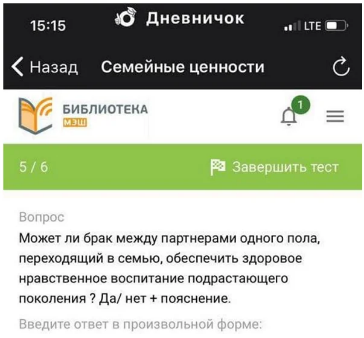 Дневничок
15:15
LTE
Назад
Семейные ценности
БИБЛИОТЕКА
МЭШ
1
5 / 6
Завершить тест
Вопрос
Может ли брак между партнерами одного пола,
переходящий в семью, обеспечить здоровое
нравственное воспитание подрастающего
поколения ? Да/ нет + пояснение.
Введите ответ в произвольной форме: